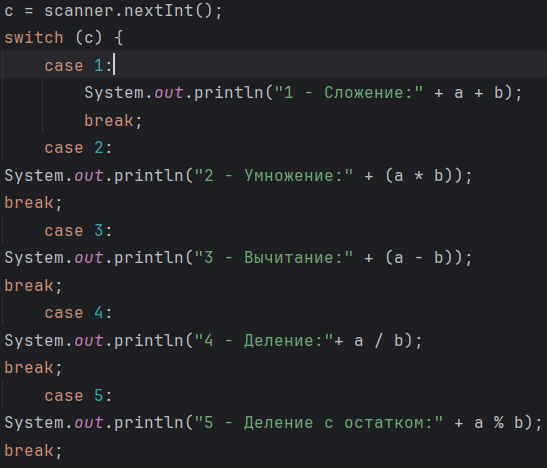 c = scanner.nextInt();
switch (c) {
case 1:
System.out.println("1 - Сложение:" + a + b);
break;
case 2:
System.out.println("2 - Умножение:" + (a * b));
break;
case 3:
System.out.println("3 - Вычитание:" + (a - b));
break;
case 4:
System.out.println("4 - Деление:"+ a / b);
break;
case 5:
System.out.println("5 - Деление с остатком:" + a % b);
break;